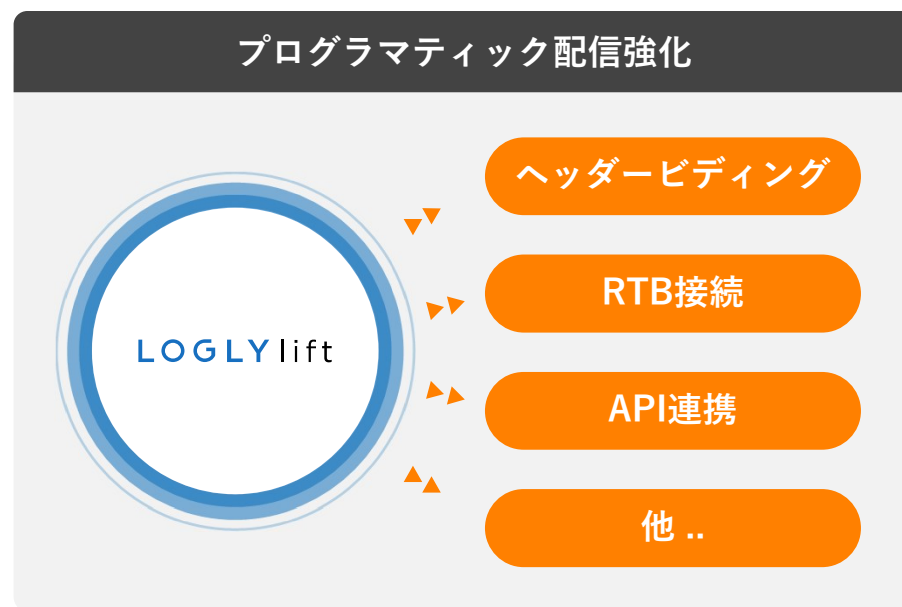 プログラマティック配信強化
ヘッダービディング
RTB接続
LOGLY lift
API連携
他 ..